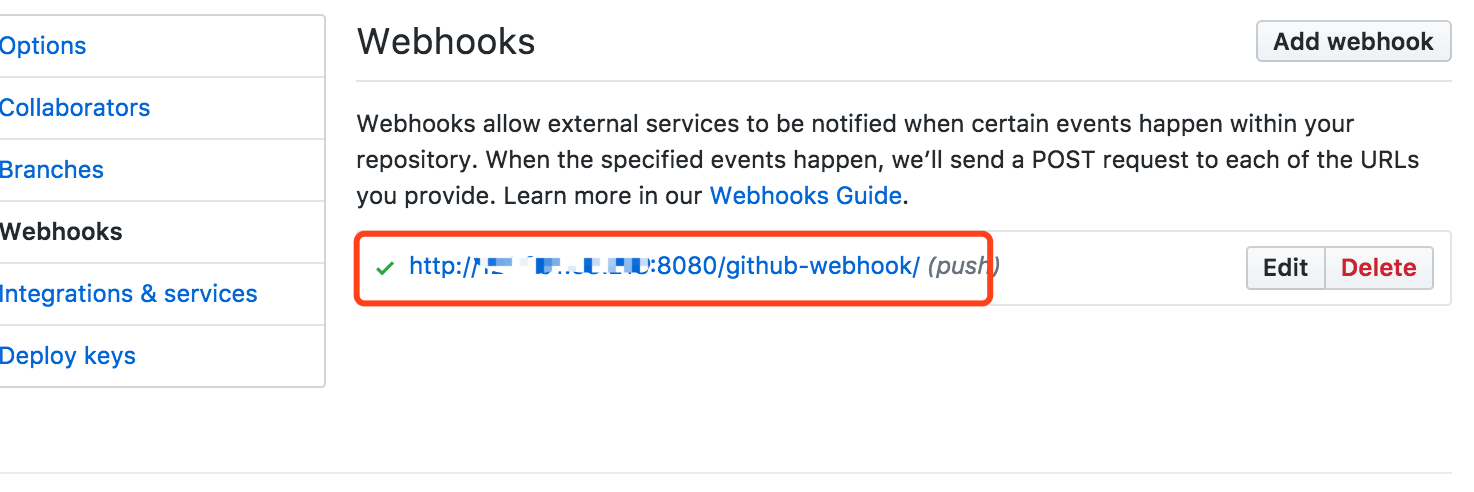 Options
Collaborators
Branches
Webhooks
Integrations & services
Deploy keys
Webhooks
Add webhook
Webhooks allow external services to be notified when certain events happen within your
repository. When the specified events happen, we’ll send a POST request to each of the URLs
you provide. Learn more in our Webhooks Guide.
http:// :8080/github-webhook/ (push)
Edit
Delete